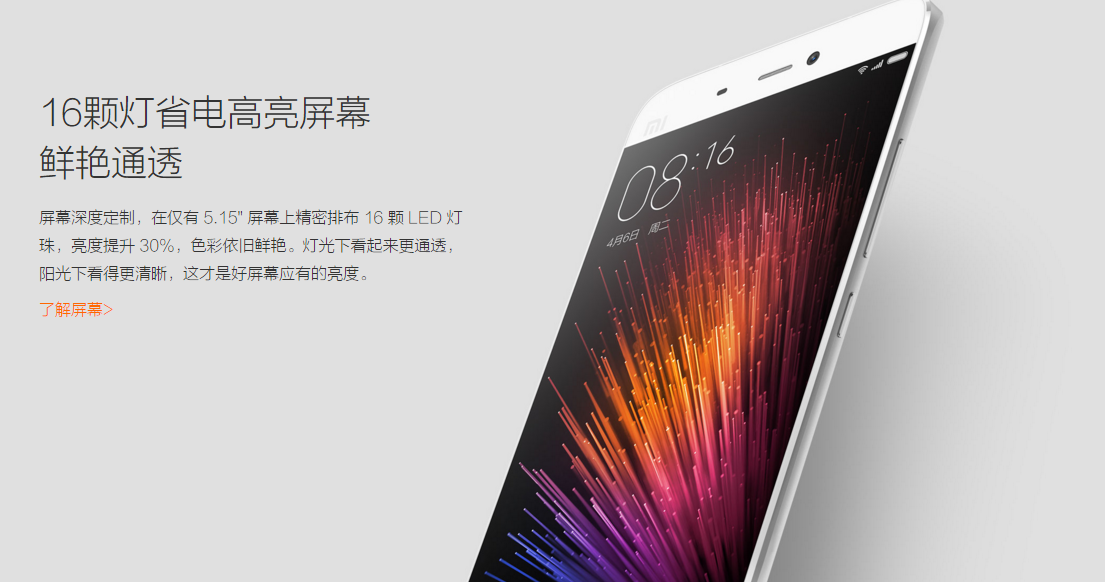 16颗灯省电高亮屏幕
鲜艳通透
屏幕深度定制，在仅有 5.15" 屏幕上精密排布 16 颗 LED 灯
珠，亮度提升 30%，色彩依旧鲜艳。灯光下看起来更通透，
阳光下看得更清晰，这才是好屏幕应有的亮度。
了解屏幕>
mi
08:16
4月6日 周二